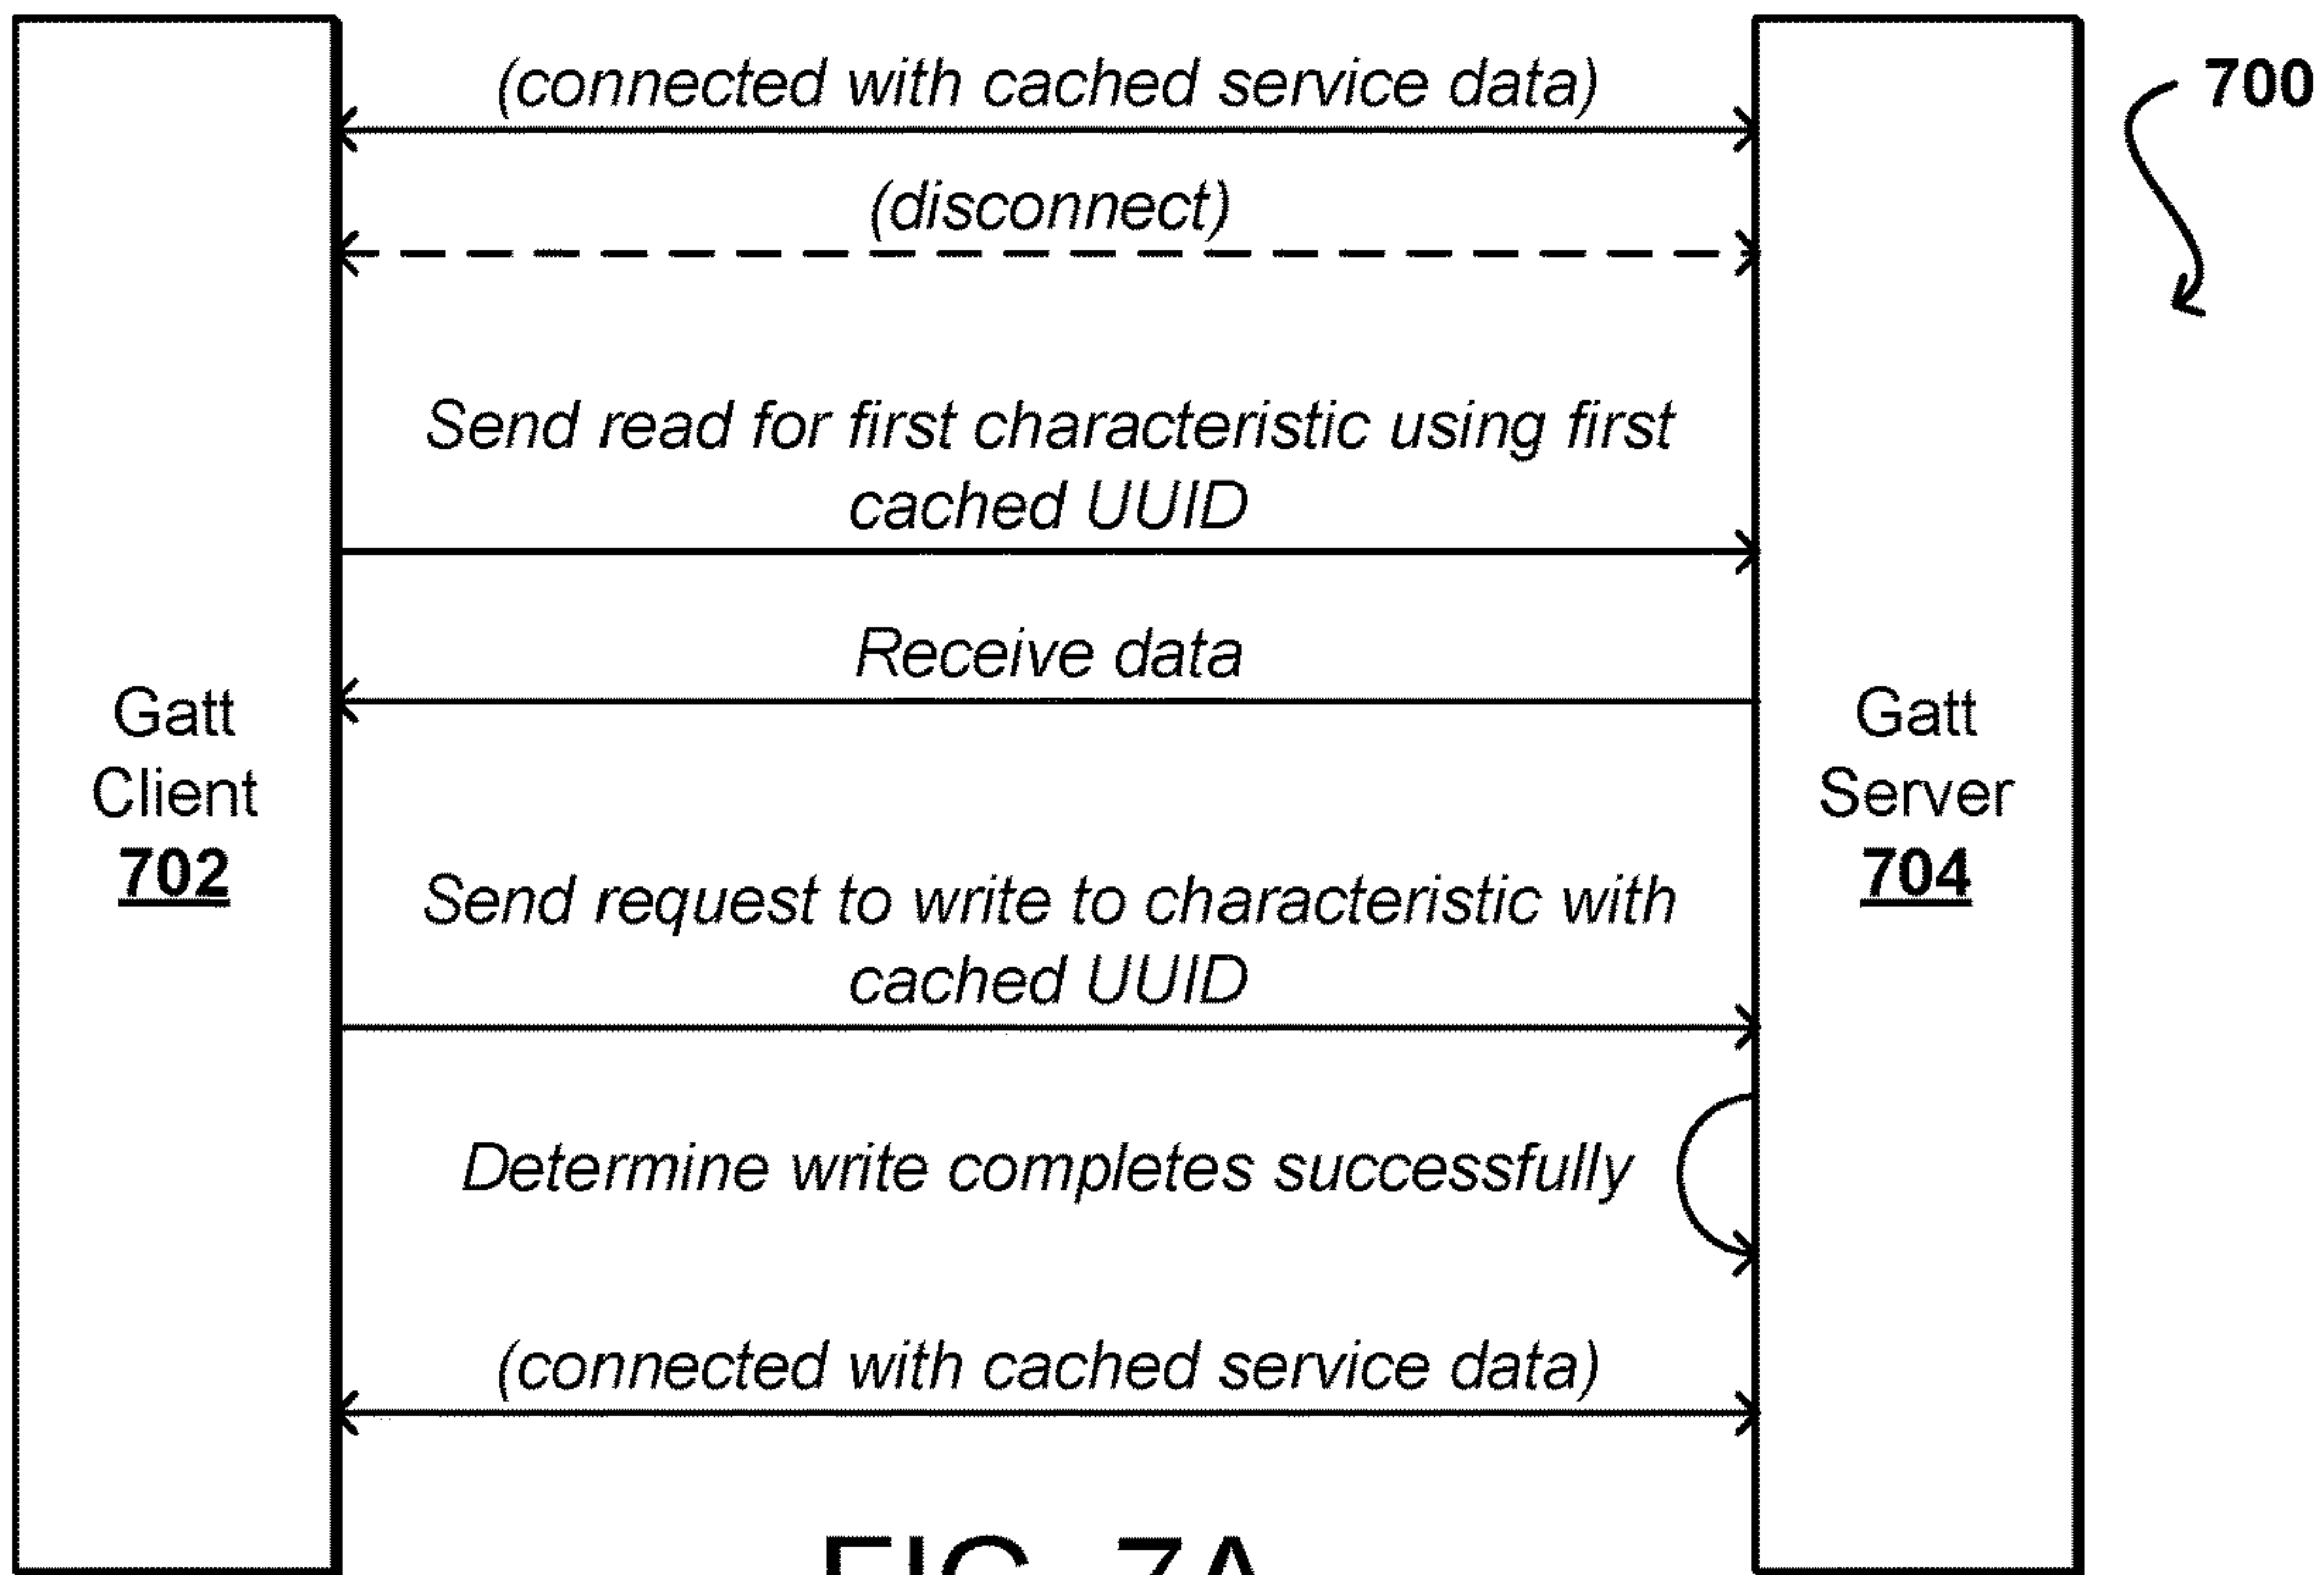 (connected with cached service data)
700
(disconnect)
Send read for first characteristic using first
cached UUID
Receive data
Gatt
Client
702
Gatt
Server
704
Send request to write to characteristic with
cached UUID
Determine write completes successfully
(connected with cached service data)
FIG. 7A